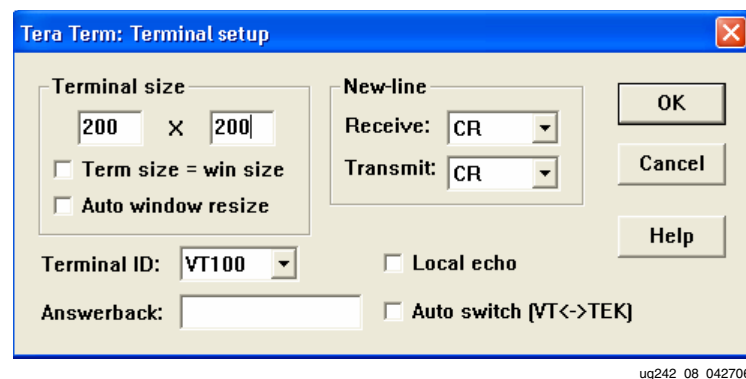 Tera Term: Terminal setup
Terminal size
200 X 200
Term size = win size
Auto window resize
New-line
Receive: CR
Transmit: CR
OK
Cancel
Help
Terminal ID: VT100
Local echo
Answerback:
Auto switch (VT<->TEK)
ug242_08_042706